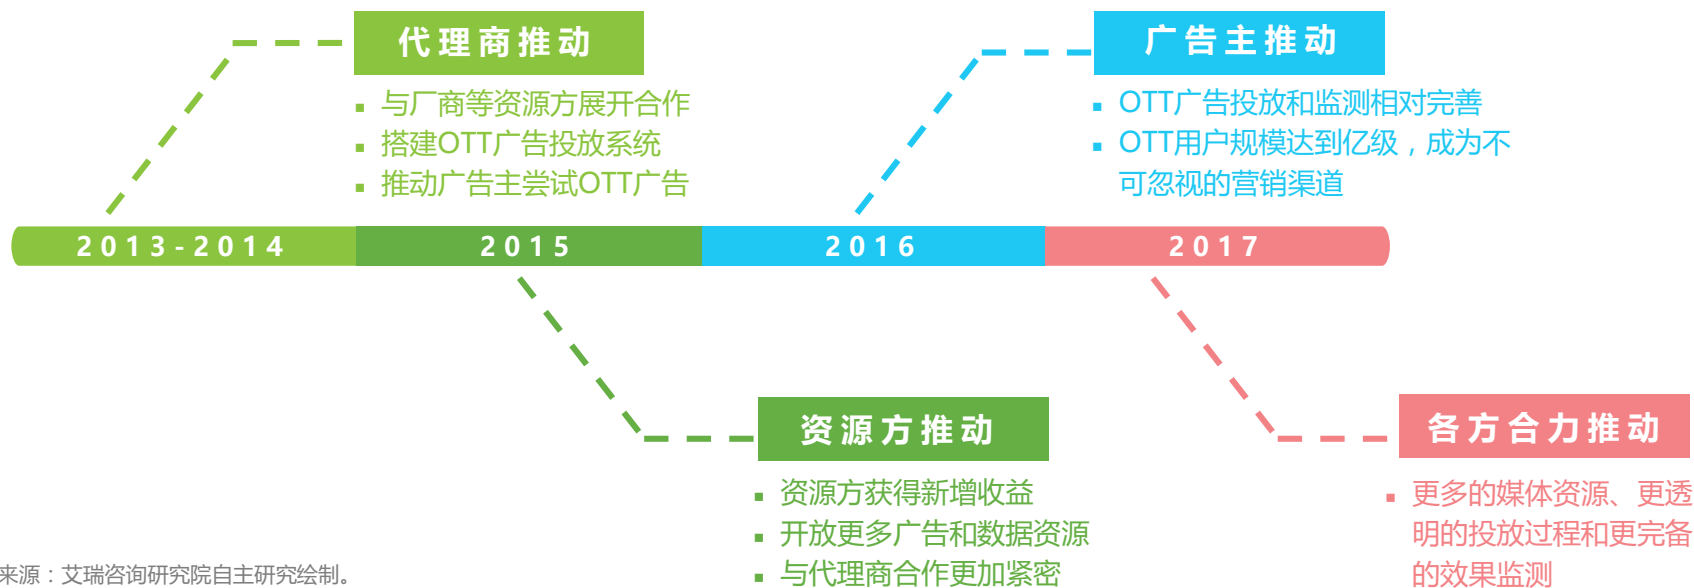 代理商推动
与厂商等资源方展开合作
搭建OTT广告投放系统
推动广告主尝试OTT广告
广告主推动
OTT广告投放和监测相对完善
OTT用户规模达到亿级，成为不
可忽视的营销渠道
2013-2014
2015
2016
2017
资源方推动
资源方获得新增收益
开放更多广告和数据资源
与代理商合作更加紧密
各方合力推动
更多的媒体资源、更透
明的投放过程和更完备
的效果监测
来源：艾瑞咨询研究院自主研究绘制。